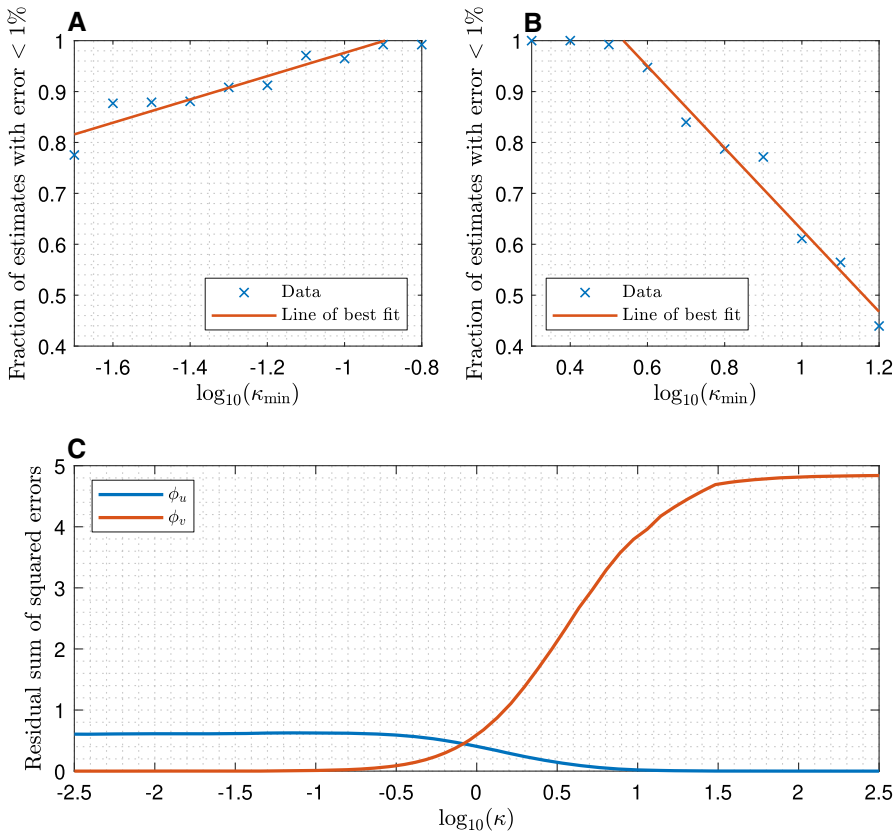 A
Fraction of estimates with error < 1%
1
0.9
0.8
0.7
0.6
0.5
0.4
-1.6
-1.4
-1.2
-1
-0.8
log₁₀(κ_min)
Data
Line of best fit
B
Fraction of estimates with error < 1%
1
0.9
0.8
0.7
0.6
0.5
0.4
0.4
0.6
0.8
1
1.2
log₁₀(κ_min)
Data
Line of best fit
C
Residual sum of squared errors
5
4
3
2
1
0
-2.5
-2
-1.5
-1
-0.5
0
0.5
1
1.5
2
2.5
log₁₀(κ)
ϕ_u
ϕ_v